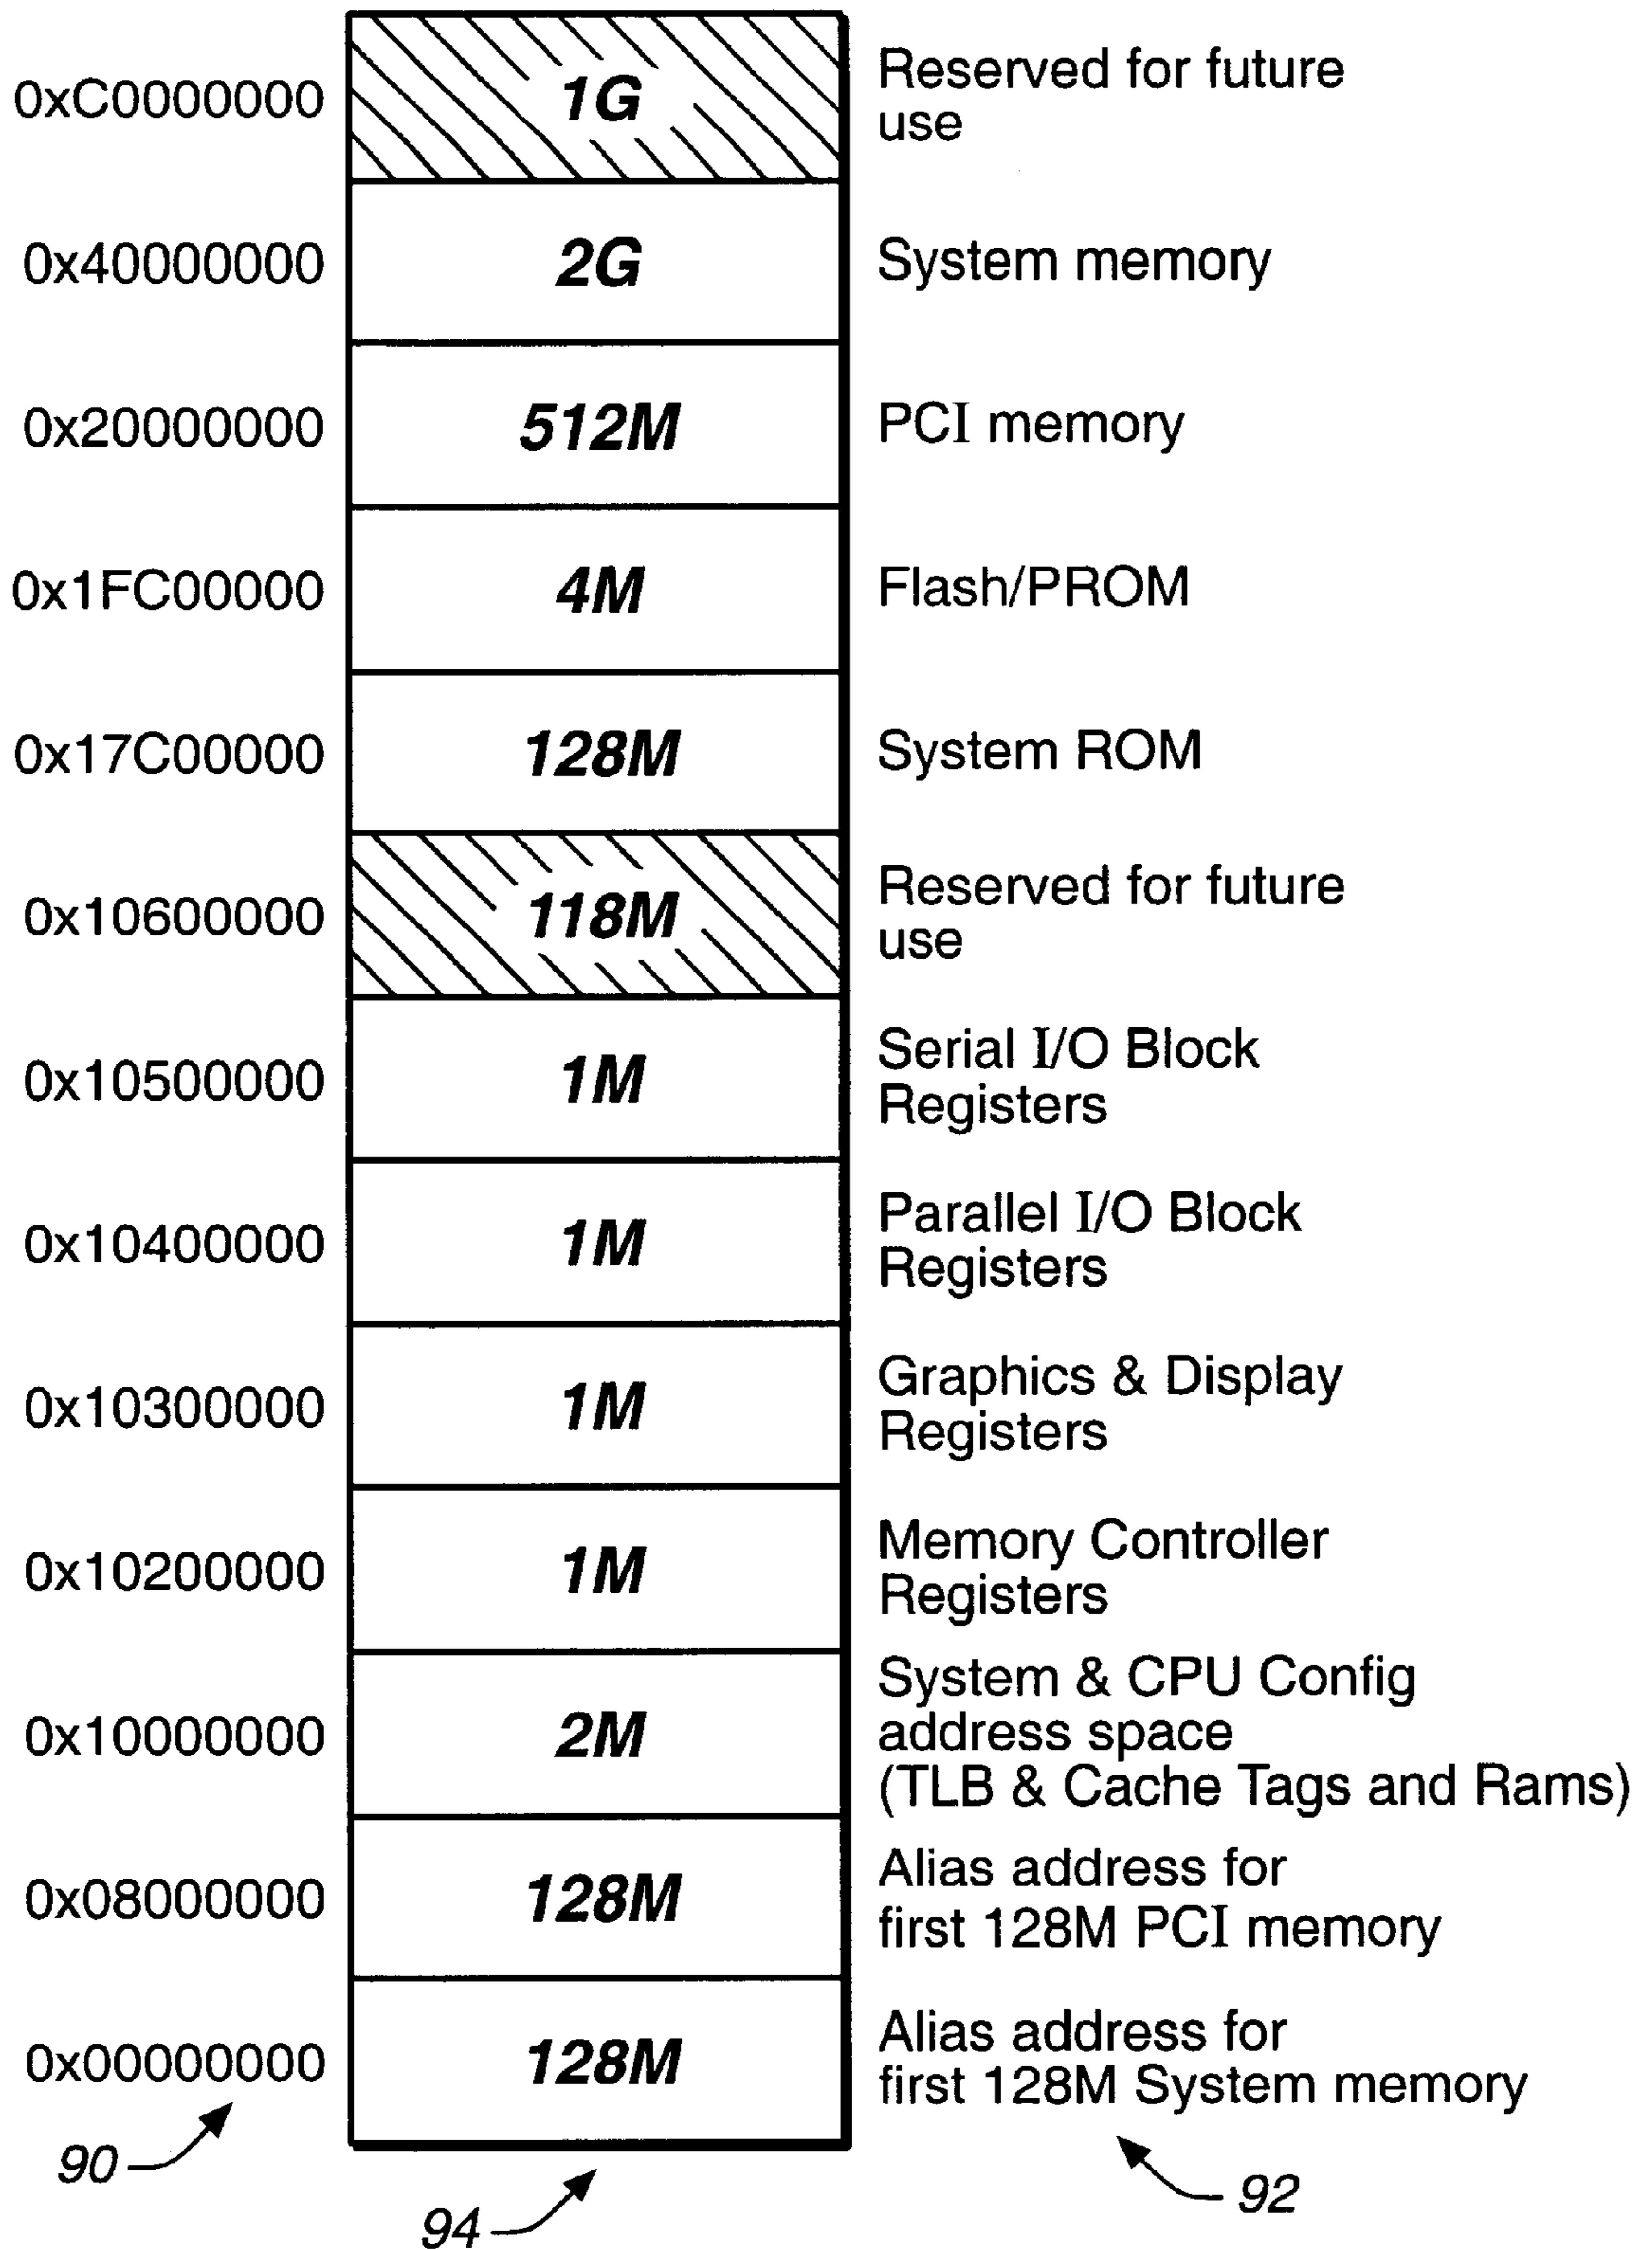 0xC0000000
1G
Reserved for future
use
0x40000000
2G
System memory
0x20000000
512M
PCI memory
0x1FC00000
4M
Flash/PROM
0x17C00000
128M
System ROM
0x10600000
118M
Reserved for future
use
0x10500000
1M
Serial I/O Block
Registers
0x10400000
1M
Parallel I/O Block
Registers
0x10300000
1M
Graphics & Display
Registers
0x10200000
1M
Memory Controller
Registers
0x10000000
2M
System & CPU Config
address space
(TLB & Cache Tags and Rams)
0x08000000
128M
Alias address for
first 128M PCI memory
0x00000000
128M
Alias address for
first 128M System memory
90
94
92